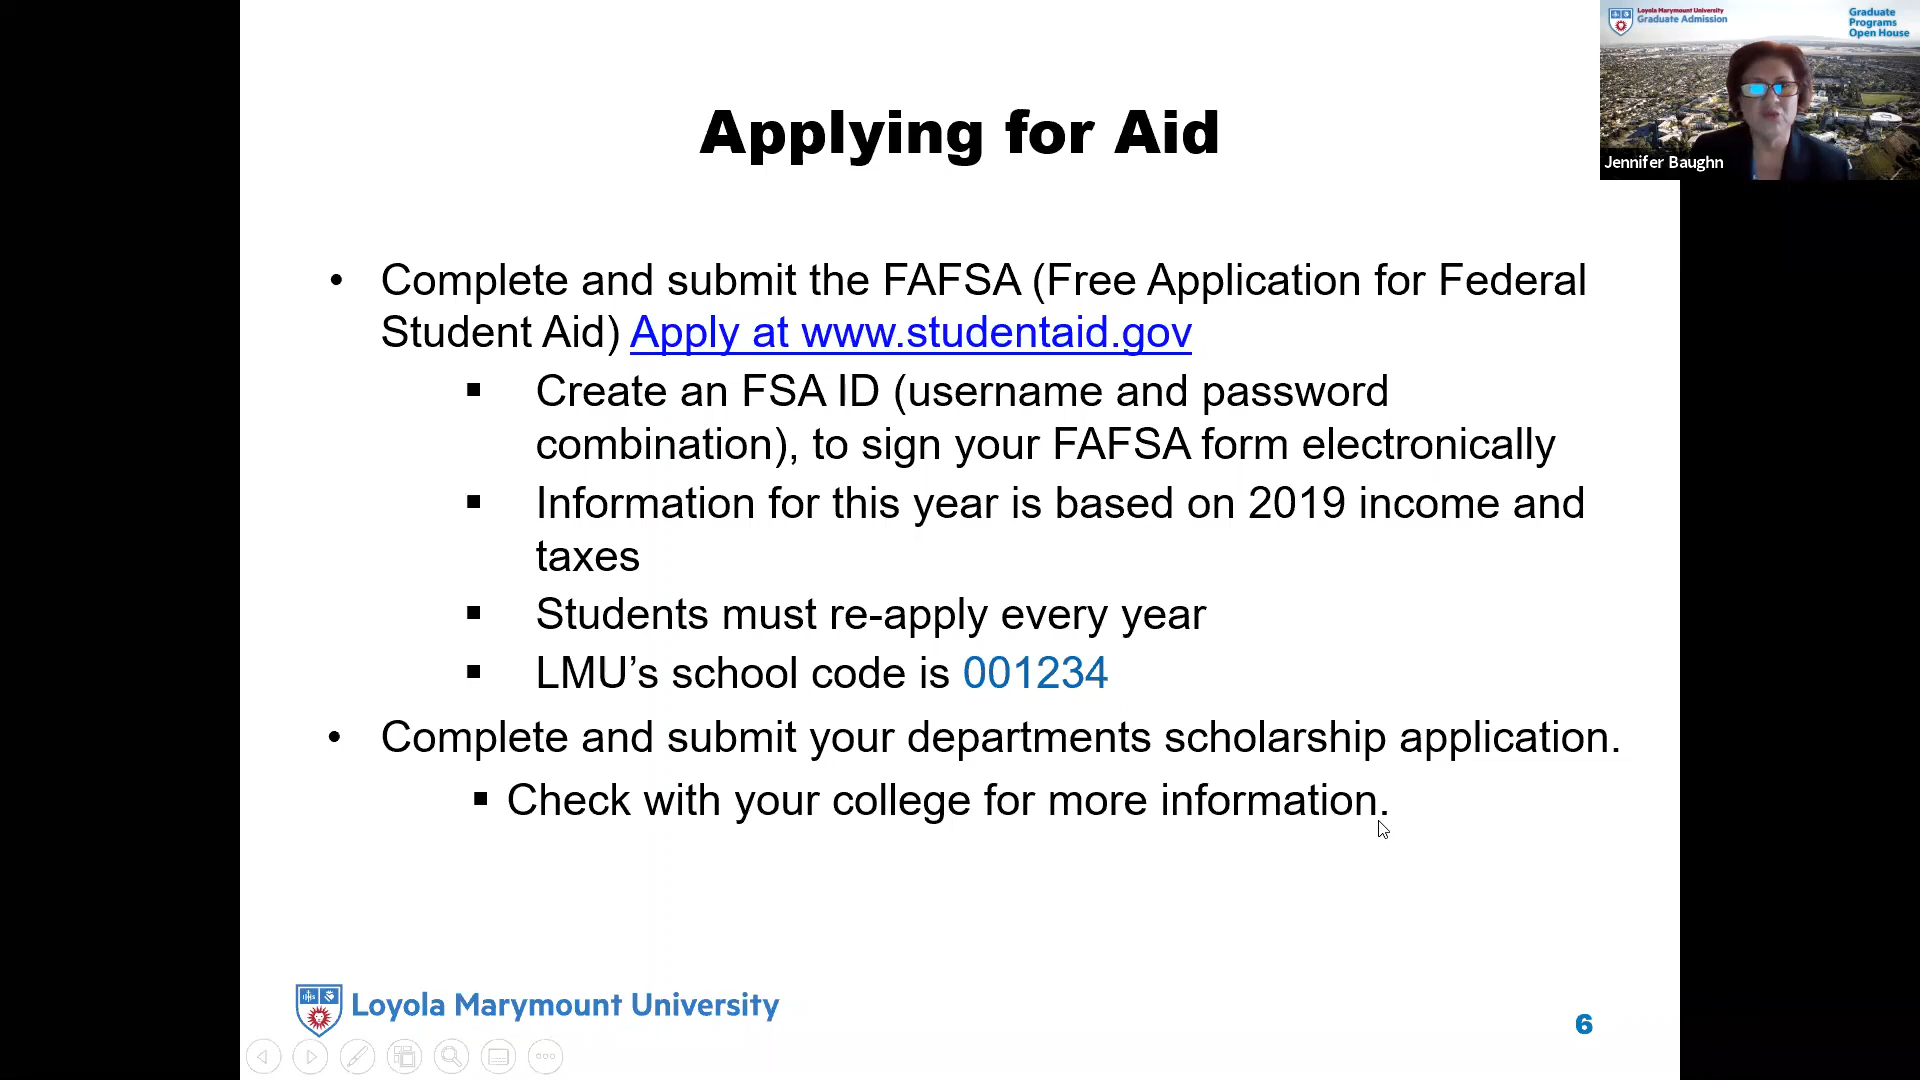 Applying for Aid
• Complete and submit the FAFSA (Free Application for Federal
Student Aid) Apply at www.studentaid.gov
▪ Create an FSA ID (username and password
combination), to sign your FAFSA form electronically
▪ Information for this year is based on 2019 income and
taxes
▪ Students must re-apply every year
▪ LMU’s school code is 001234
• Complete and submit your departments scholarship application.
▪ Check with your college for more information.
Loyola Marymount University
6
Loyola Marymount University
Graduate Admission
Graduate
Programs
Open House
Jennifer Baughn